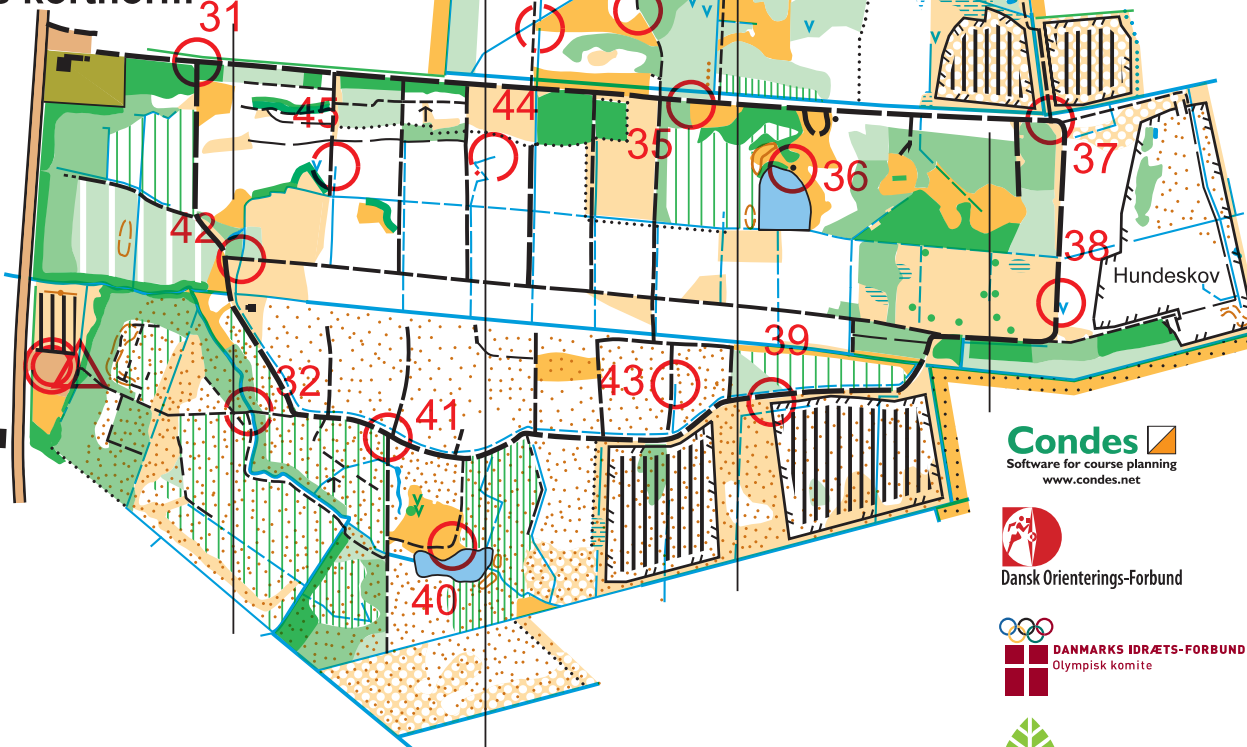 31
45
44
35
36
37
42
38
Hundeskov
39
32
43
41
40
Condes
Software for course planning
www.condes.net
Dansk Orienterings-Forbund
DANMARKS IDRÆTS-FORBUND
Olympisk komite